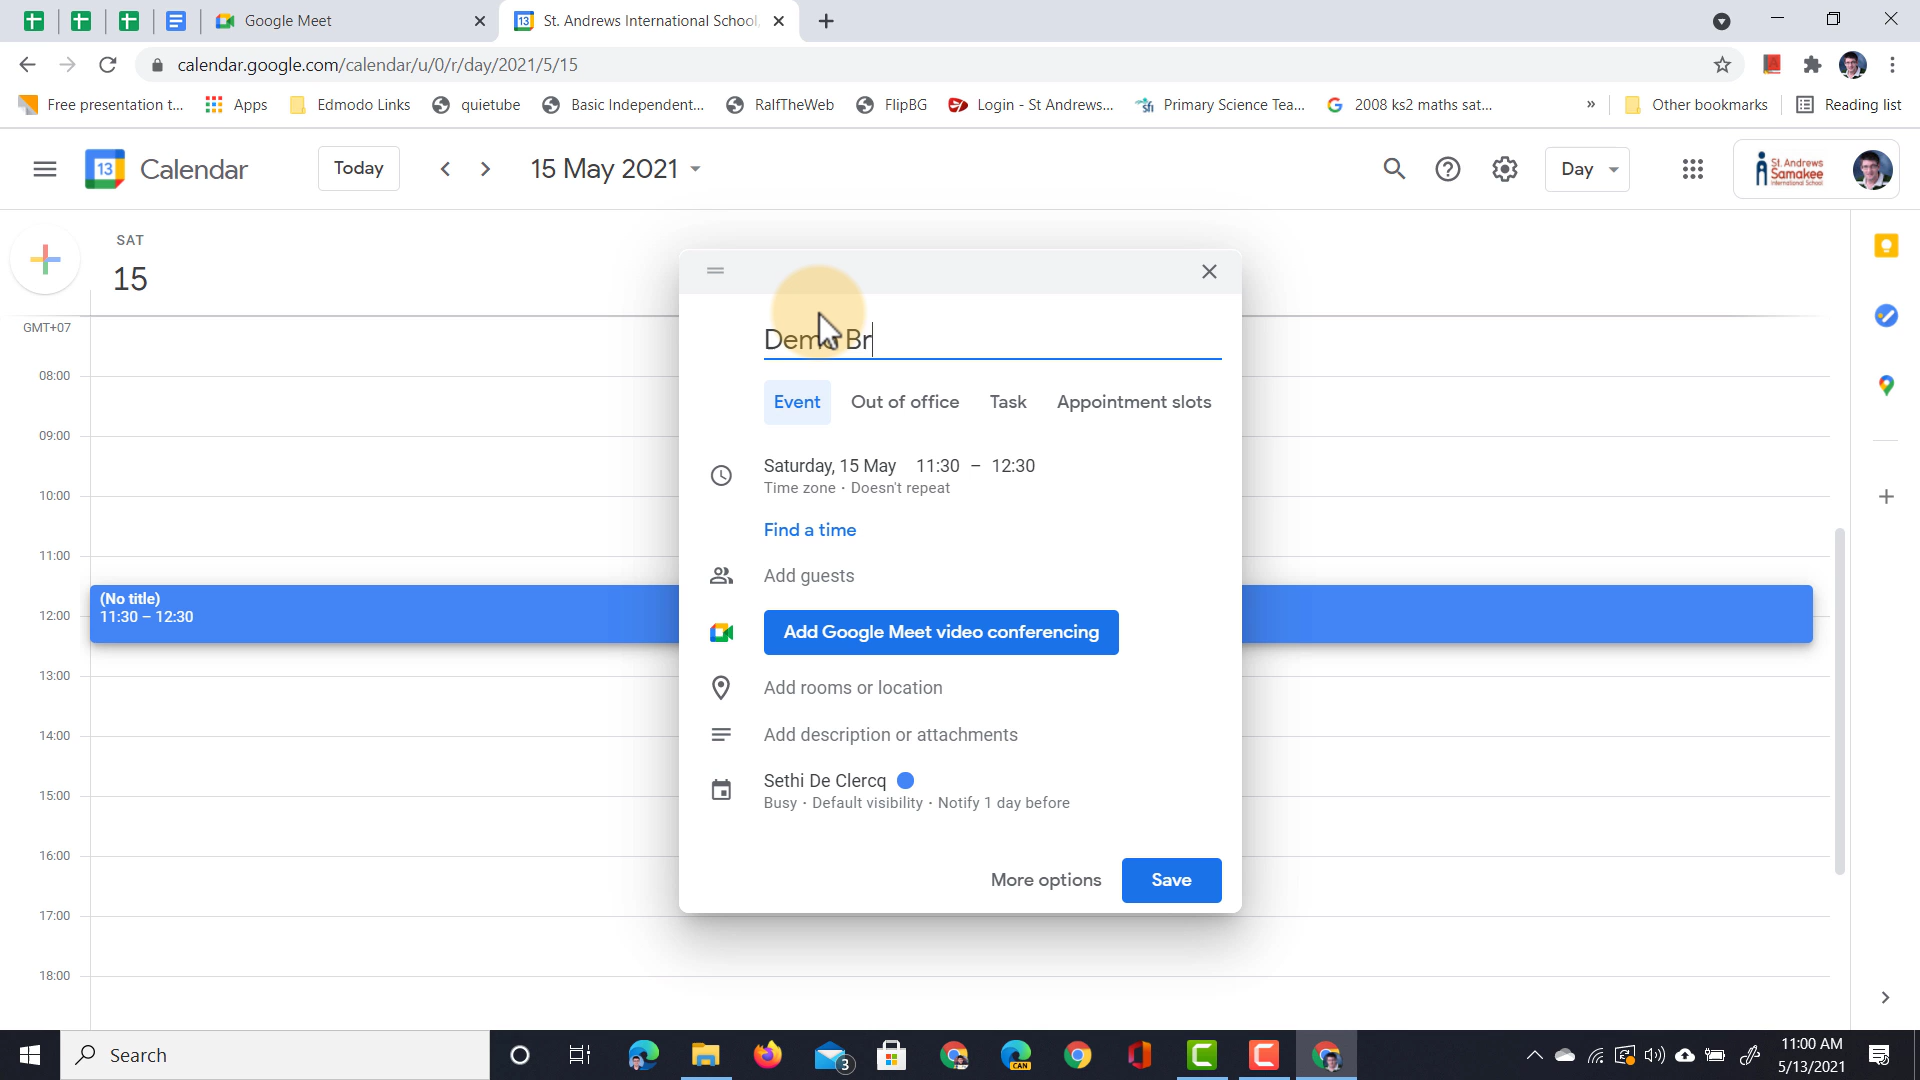 Google Meet
St. Andrews International School,
calendar.google.com/calendar/u/0/r/day/2021/5/15
Free presentation t...
Apps
Edmodo Links
quietube
Basic Independent...
RalfTheWeb
FlipBG
Login - St Andrews...
Primary Science Tea...
2008 ks2 maths sat...
»
Other bookmarks
Reading list
13
Calendar
Today
15 May 2021
Day
St. Andrews
Samakee
International School
SAT
15
GMT+07
Demo Br
Event
Out of office
Task
Appointment slots
Saturday, 15 May 11:30 – 12:30
Time zone · Doesn't repeat
Find a time
Add guests
Add Google Meet video conferencing
Add rooms or location
Add description or attachments
Sethi De Clercq
Busy · Default visibility · Notify 1 day before
More options
Save
08:00
09:00
10:00
11:00
(No title)
11:30 – 12:30
12:00
13:00
14:00
15:00
16:00
17:00
18:00
Search
3
CAN
11:00 AM
5/13/2021